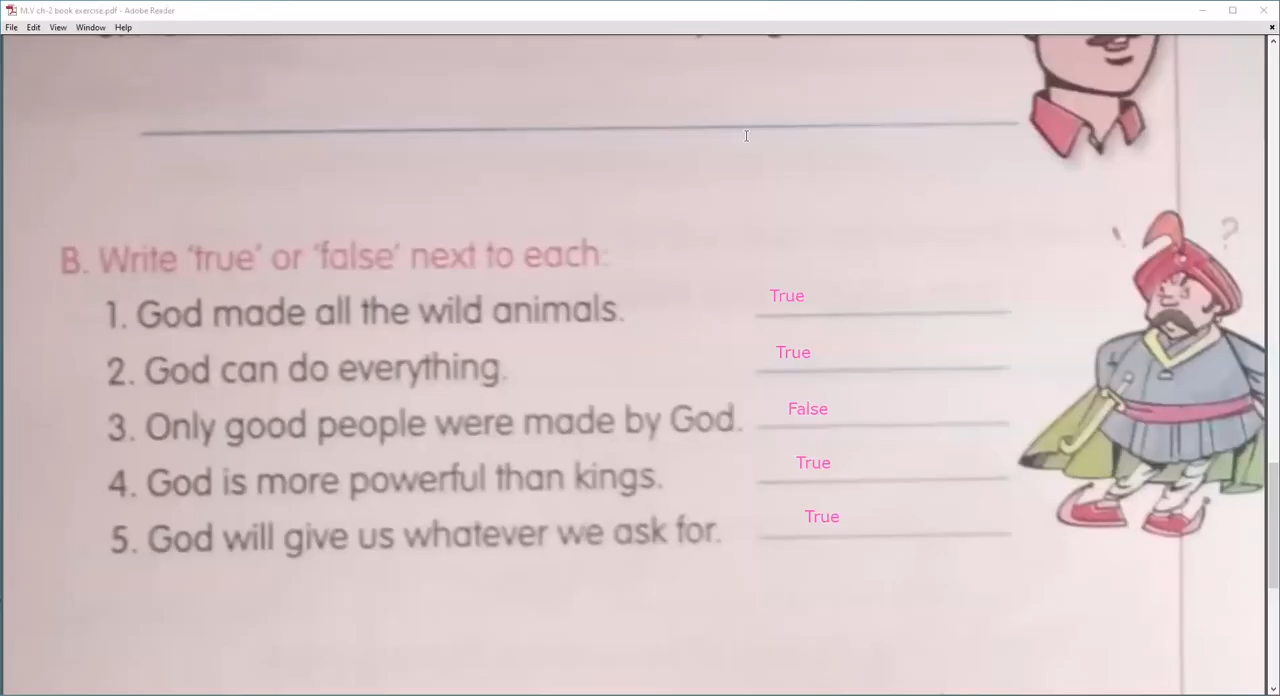 M.V ch-2 book exercise.pdf - Adobe Reader
File Edit View Window Help
B. Write 'true' or 'false' next to each:
1. God made all the wild animals. True
2. God can do everything. True
3. Only good people were made by God. False
4. God is more powerful than kings. True
5. God will give us whatever we ask for. True
! ?